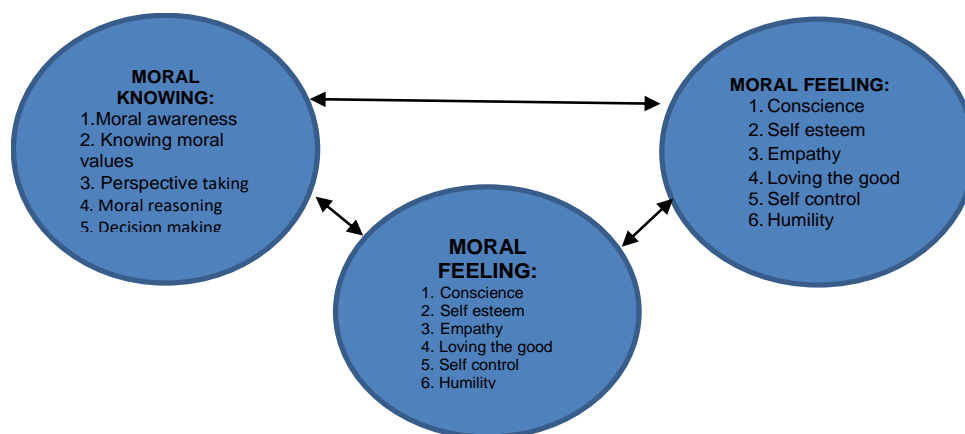 MORAL
KNOWING:
1.Moral awareness
2. Knowing moral
values
3. Perspective taking
4. Moral reasoning
5. Decision making
MORAL FEELING:
1. Conscience
2. Self esteem
3. Empathy
4. Loving the good
5. Self control
6. Humility
MORAL
FEELING:
1. Conscience
2. Self esteem
3. Empathy
4. Loving the good
5. Self control
6. Humility